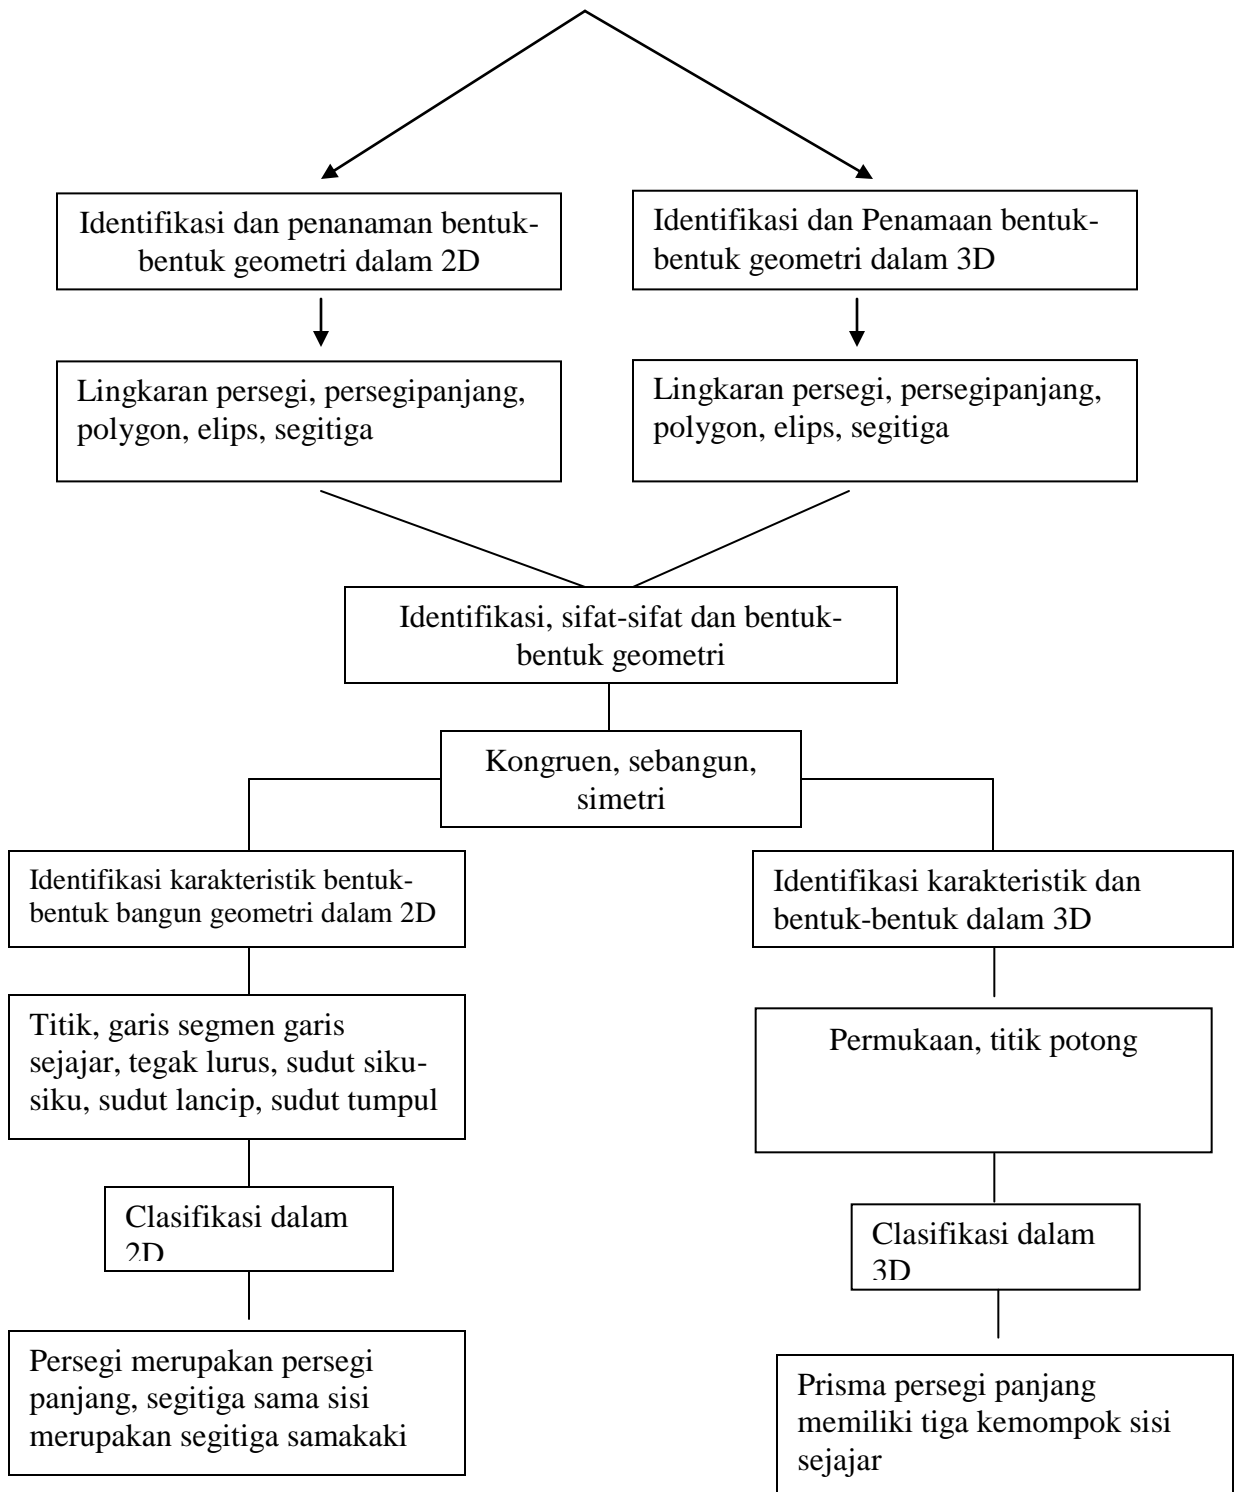 Identifikasi dan penanaman bentuk-
bentuk geometri dalam 2D
Identifikasi dan Penamaan bentuk-
bentuk geometri dalam 3D
Lingkaran persegi, persegipanjang,
polygon, elips, segitiga
Lingkaran persegi, persegipanjang,
polygon, elips, segitiga
Identifikasi, sifat-sifat dan bentuk-
bentuk geometri
Kongruen, sebangun,
simetri
Identifikasi karakteristik bentuk-
bentuk bangun geometri dalam 2D
Identifikasi karakteristik dan
bentuk-bentuk dalam 3D
Titik, garis segmen garis
sejajar, tegak lurus, sudut siku-
siku, sudut lancip, sudut tumpul
Permukaan, titik potong
Clasifikasi dalam
2D
Clasifikasi dalam
3D
Persegi merupakan persegi
panjang, segitiga sama sisi
merupakan segitiga samakaki
Prisma persegi panjang
memiliki tiga kemompok sisi
sejajar